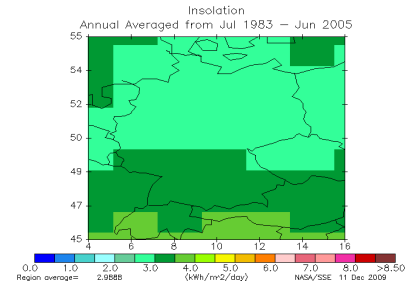 Insolation
Annual Averaged from Jul 1983 – Jun 2005
55
54
52
50
49
47
46
45
4 6 8 10 12 14 16
0.0 1.0 2.0 3.0 4.0 5.0 6.0 7.0 8.0 >8.50
Region average= 2.9888 (kWh/m^2/day) NASA/SSE 11 Dec 2009